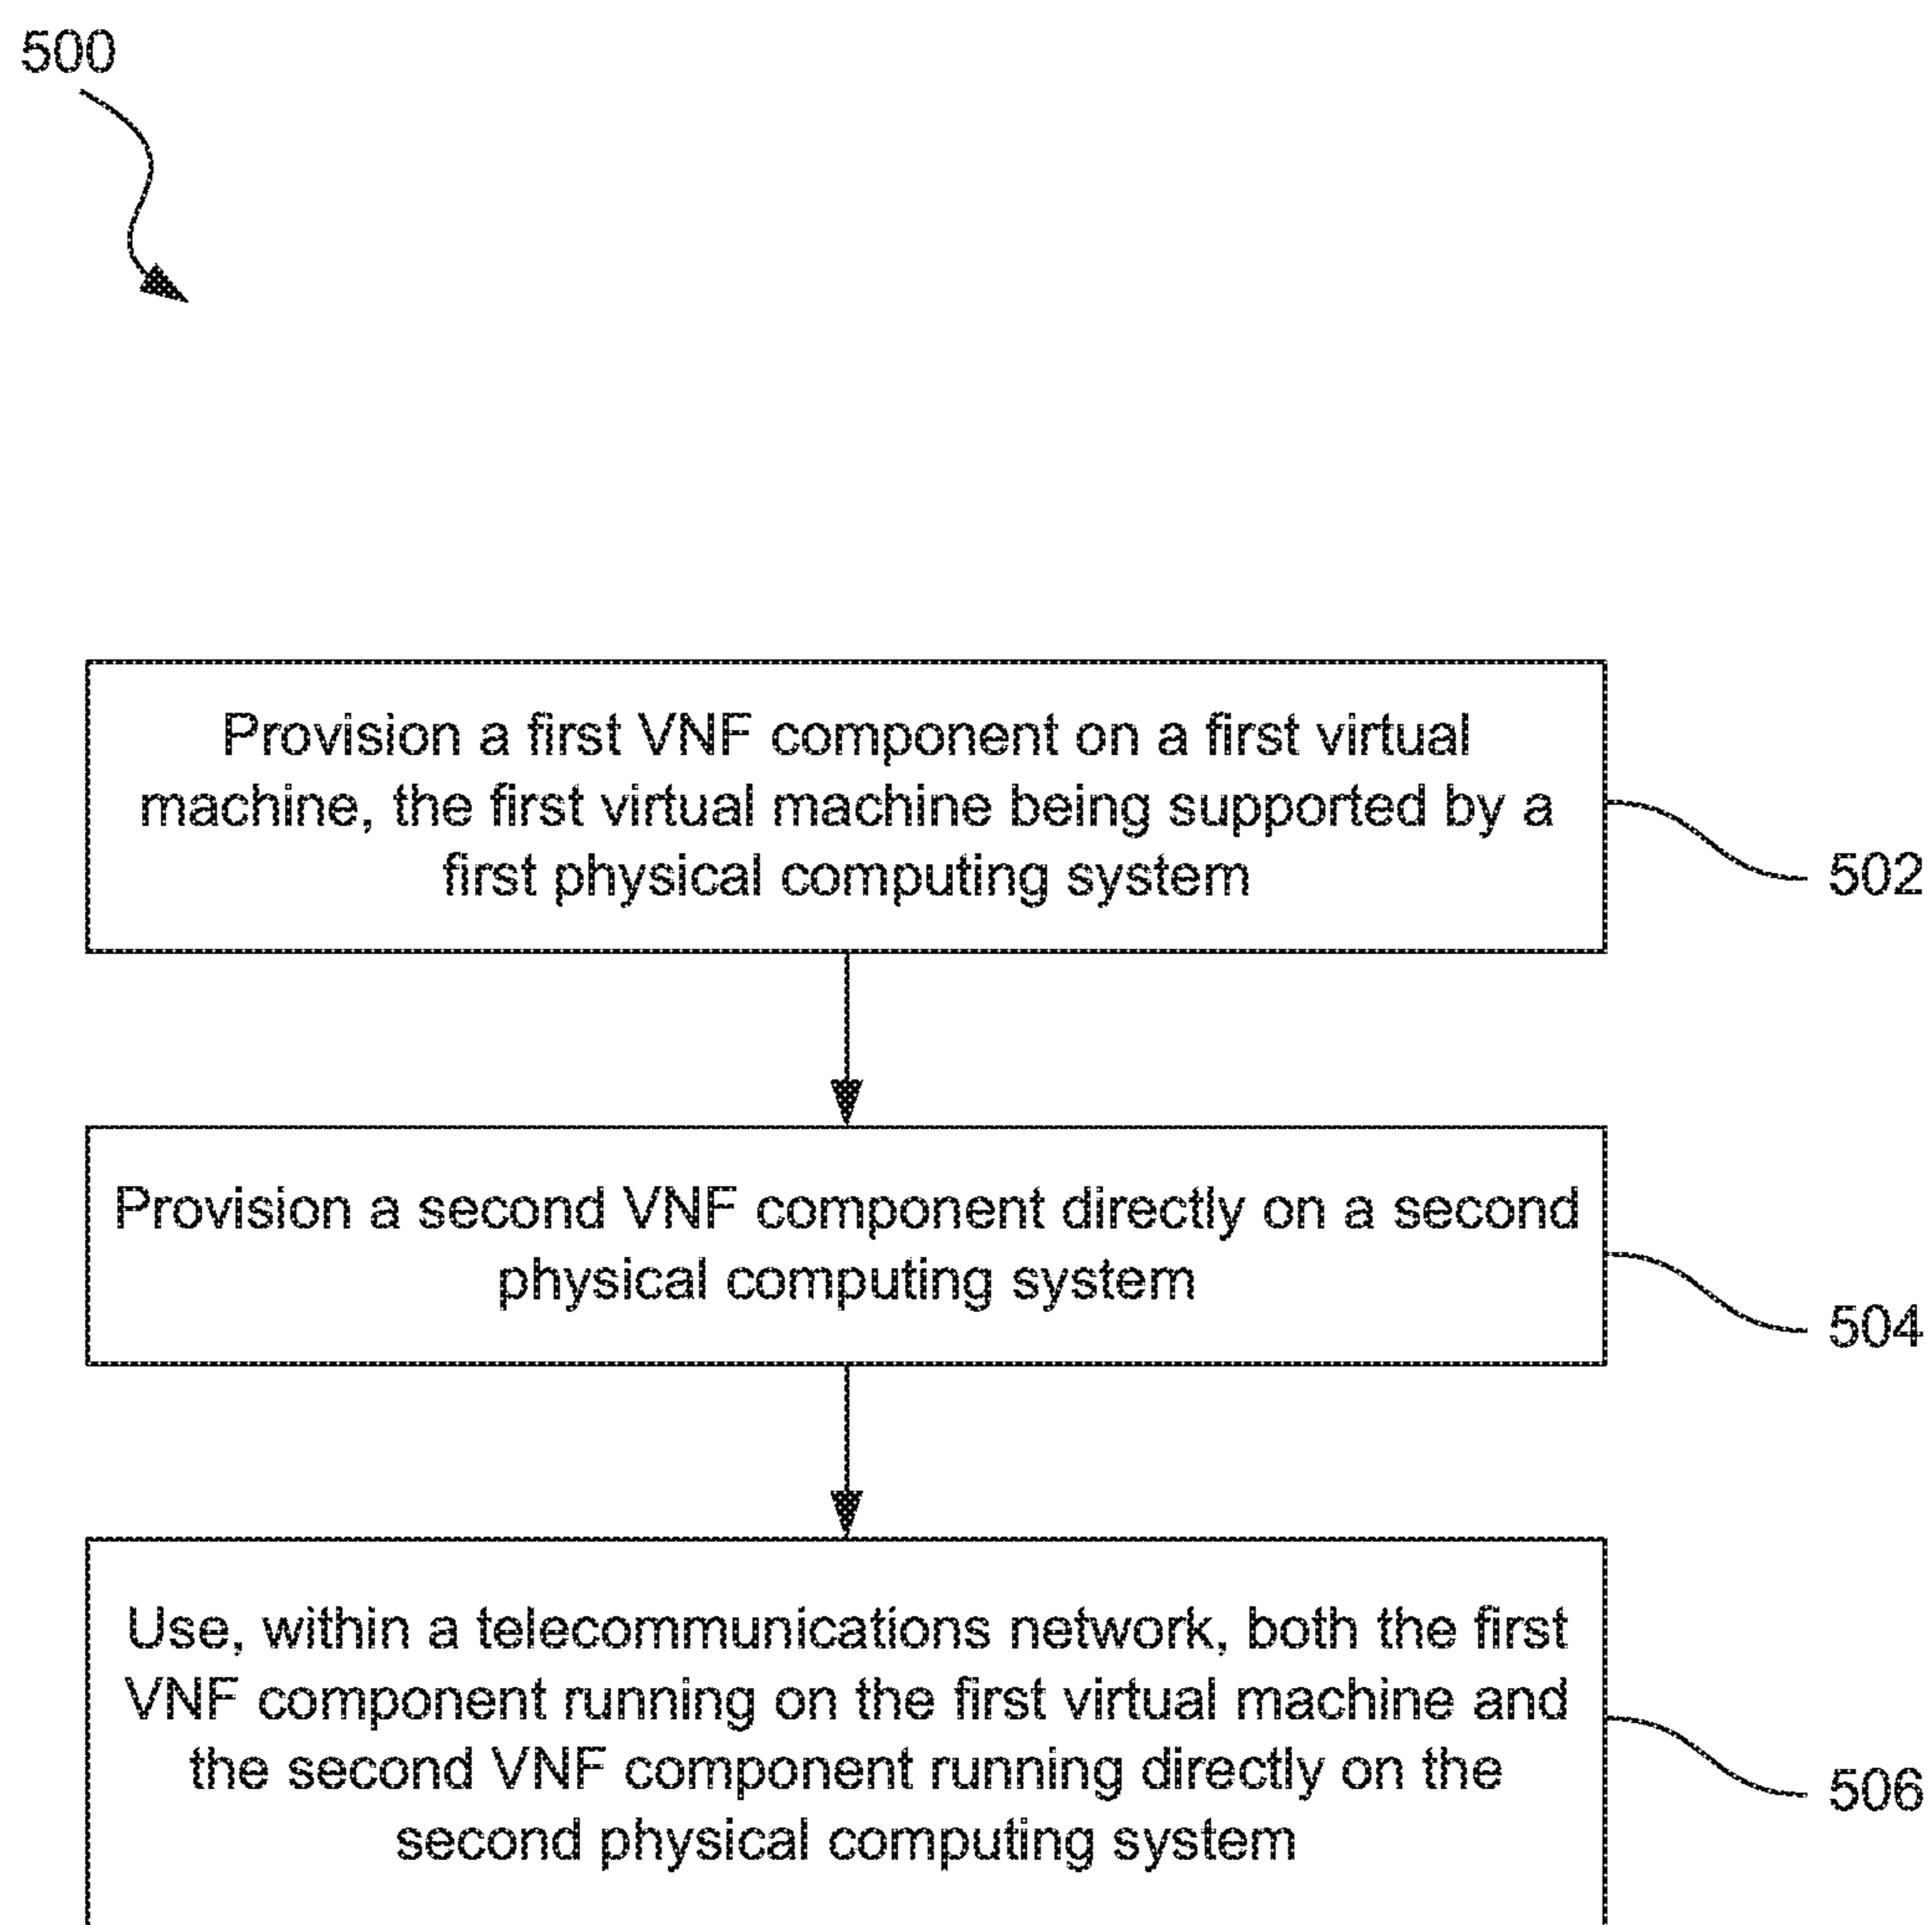 500
Provision a first VNF component on a first virtual
machine, the first virtual machine being supported by a
first physical computing system
502
Provision a second VNF component directly on a second
physical computing system
504
Use, within a telecommunications network, both the first
VNF component running on the first virtual machine and
the second VNF component running directly on the
second physical computing system
506